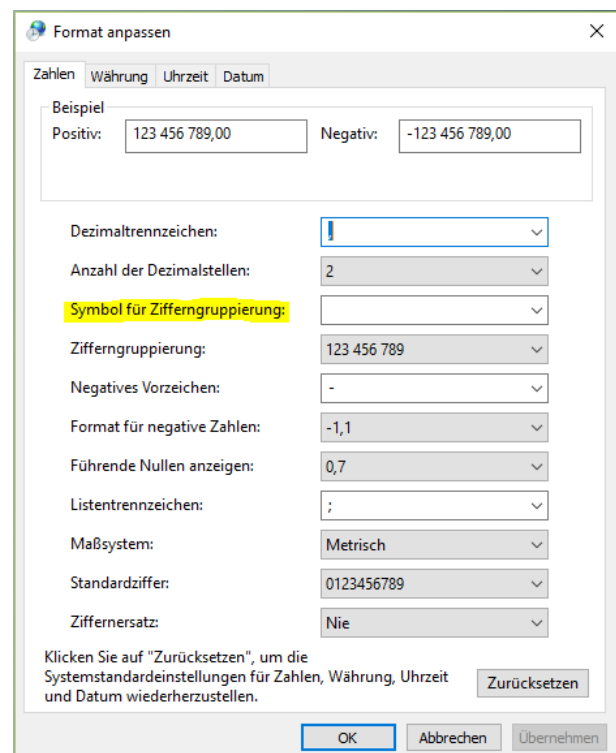 Format anpassen
Zahlen Währung Uhrzeit Datum
Beispiel
Positiv: 123 456 789,00 Negativ: -123 456 789,00
Dezimaltrennzeichen: ,
Anzahl der Dezimalstellen: 2
Symbol für Zifferngruppierung:
Zifferngruppierung: 123 456 789
Negatives Vorzeichen: -
Format für negative Zahlen: -1,1
Führende Nullen anzeigen: 0,7
Listentrennzeichen: ;
Maßsystem: Metrisch
Standardziffer: 0123456789
Ziffernersatz: Nie
Klicken Sie auf "Zurücksetzen", um die
Systemstandardeinstellungen für Zahlen, Währung, Uhrzeit
und Datum wiederherzustellen.
Zurücksetzen
OK Abbrechen Übernehmen